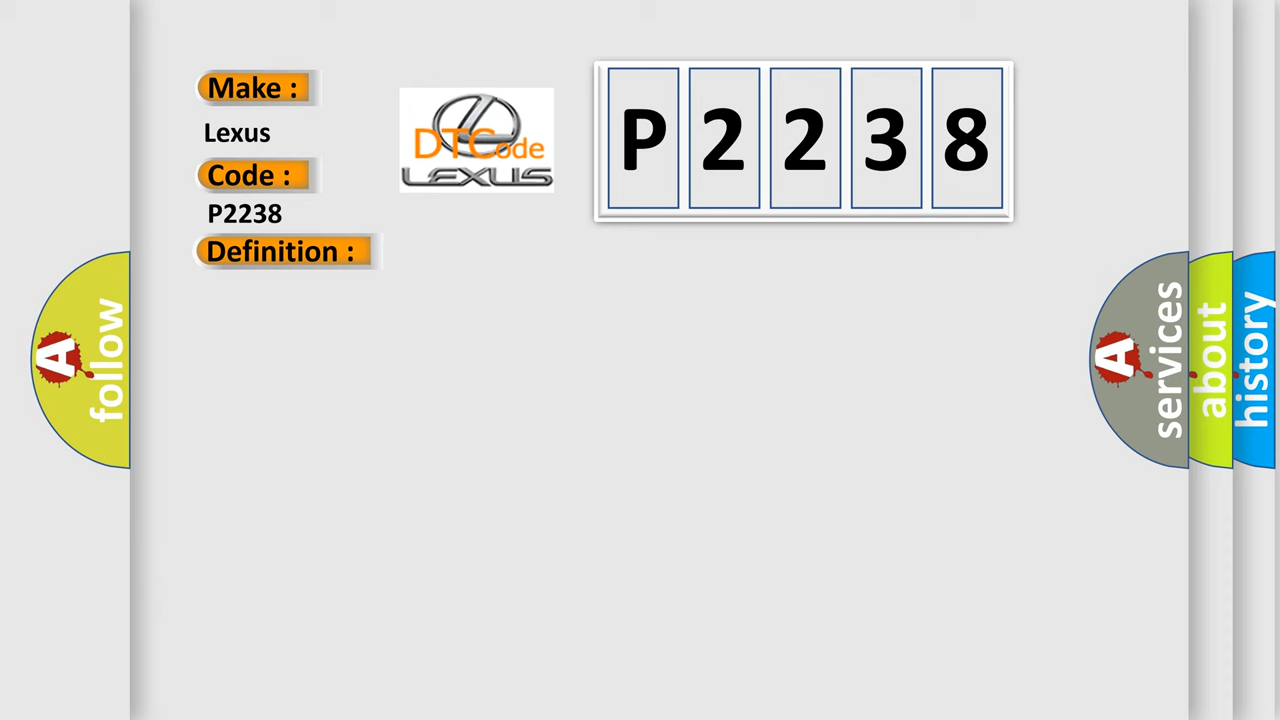 Make :
Lexus
Code :
P2238
Definition :
DTCode
LEXUS
P 2 2 3 8
A follow
A services
about
history